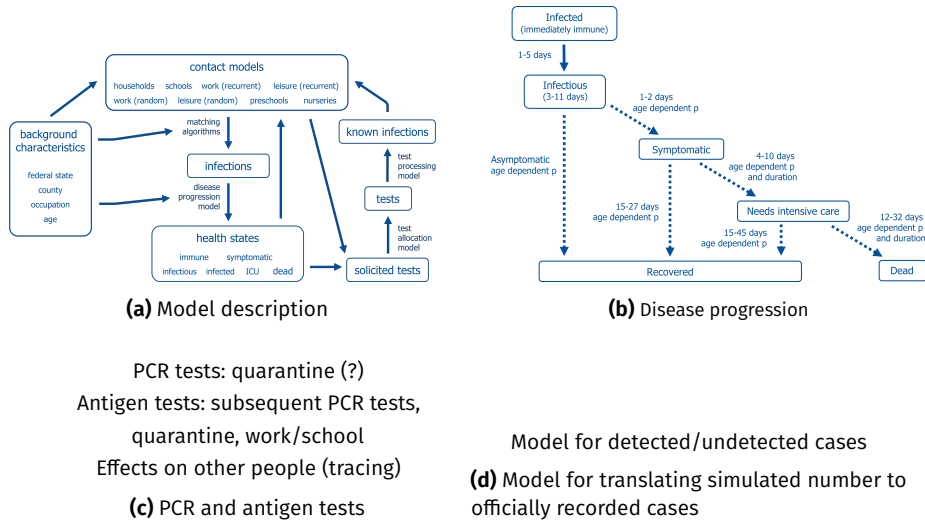 contact models
households schools work (recurrent) leisure (recurrent)
work (random) leisure (random) preschools nurseries
background
characteristics
federal state
county
occupation
age
matching
algorithms
infections
disease
progression
model
health states
immune symptomatic
infectious infected ICU dead
known infections
test
processing
model
tests
test
allocation
model
solicited tests
(a) Model description
Infected
(immediately immune)
1-5 days
Infectious
(3-11 days)
1-2 days
age dependent p
Asymptomatic
age dependent p
Symptomatic
4-10 days
age dependent p
and duration
15-27 days
age dependent p
Needs intensive care
15-45 days
age dependent p
12-32 days
age dependent p
and duration
Recovered
Dead
(b) Disease progression
PCR tests: quarantine (?)
Antigen tests: subsequent PCR tests,
quarantine, work/school
Effects on other people (tracing)
(c) PCR and antigen tests
Model for detected/undetected cases
(d) Model for translating simulated number to
officially recorded cases